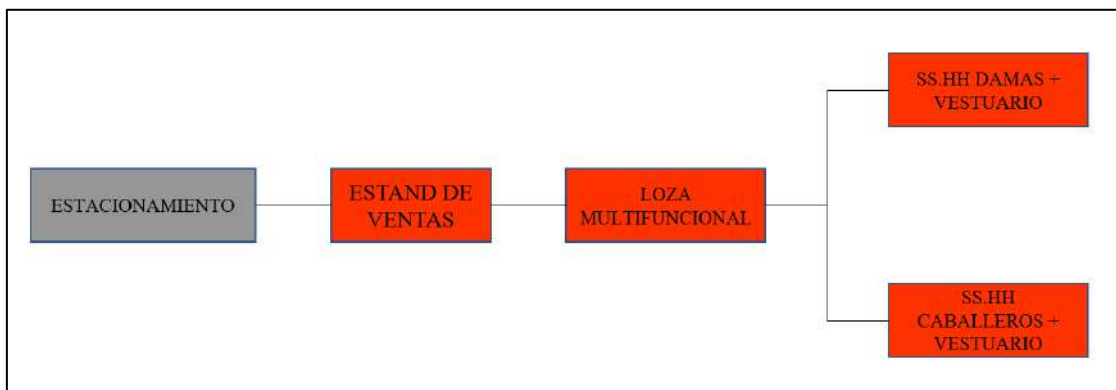 ESTACIONAMIENTO
ESTAND DE
VENTAS
LOZA
MULTIFUNCIONAL
SS.HH DAMAS +
VESTUARIO
SS.HH
CABALLEROS +
VESTUARIO